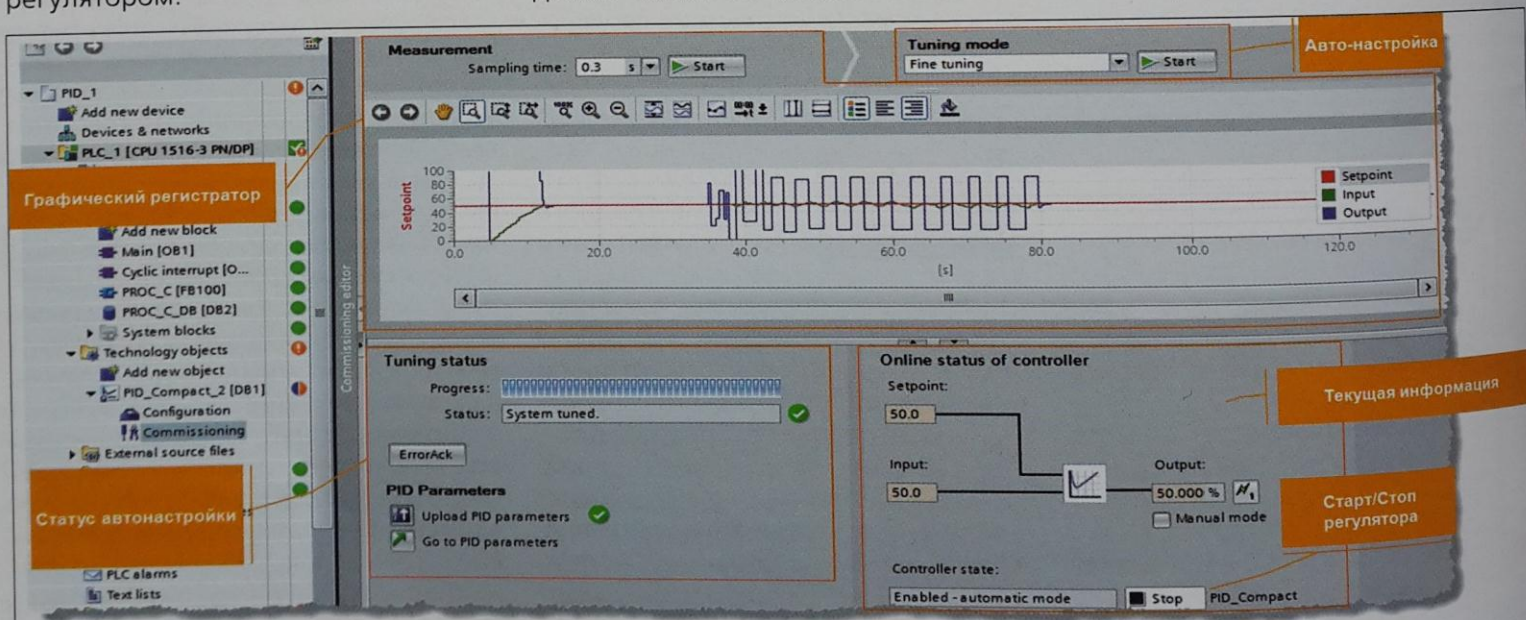 регулятором.
Measurement
Sampling time: 0.3 s Start
Tuning mode
Fine tuning Start
Авто-настройка
PID_1
Add new device
Devices & networks
PLC_1 [CPU 1516-3 PN/DP]
Графический регистратор
Add new block
Main [OB1]
Cyclic interrupt [O...
PROC_C [FB100]
PROC_C_DB [DB2]
System blocks
Technology objects
Add new object
PID_Compact_2 [DB1]
Configuration
Commissioning
External source files
Статус автонастройки
PLC alarms
Text lists
Commissioning editor
Setpoint
100
80
60
40
20
0
0.0 20.0 40.0 60.0 80.0 100.0 120.0
[s]
Setpoint
Input
Output
Tuning status
Progress:
Status: System tuned.
ErrorAck
PID Parameters
Upload PID parameters
Go to PID parameters
Online status of controller
Setpoint:
50.0
Input:
50.0
Output:
50.000 %
Manual mode
Controller state:
Enabled - automatic mode Stop PID_Compact
Текущая информация
Старт/Стоп
регулятора